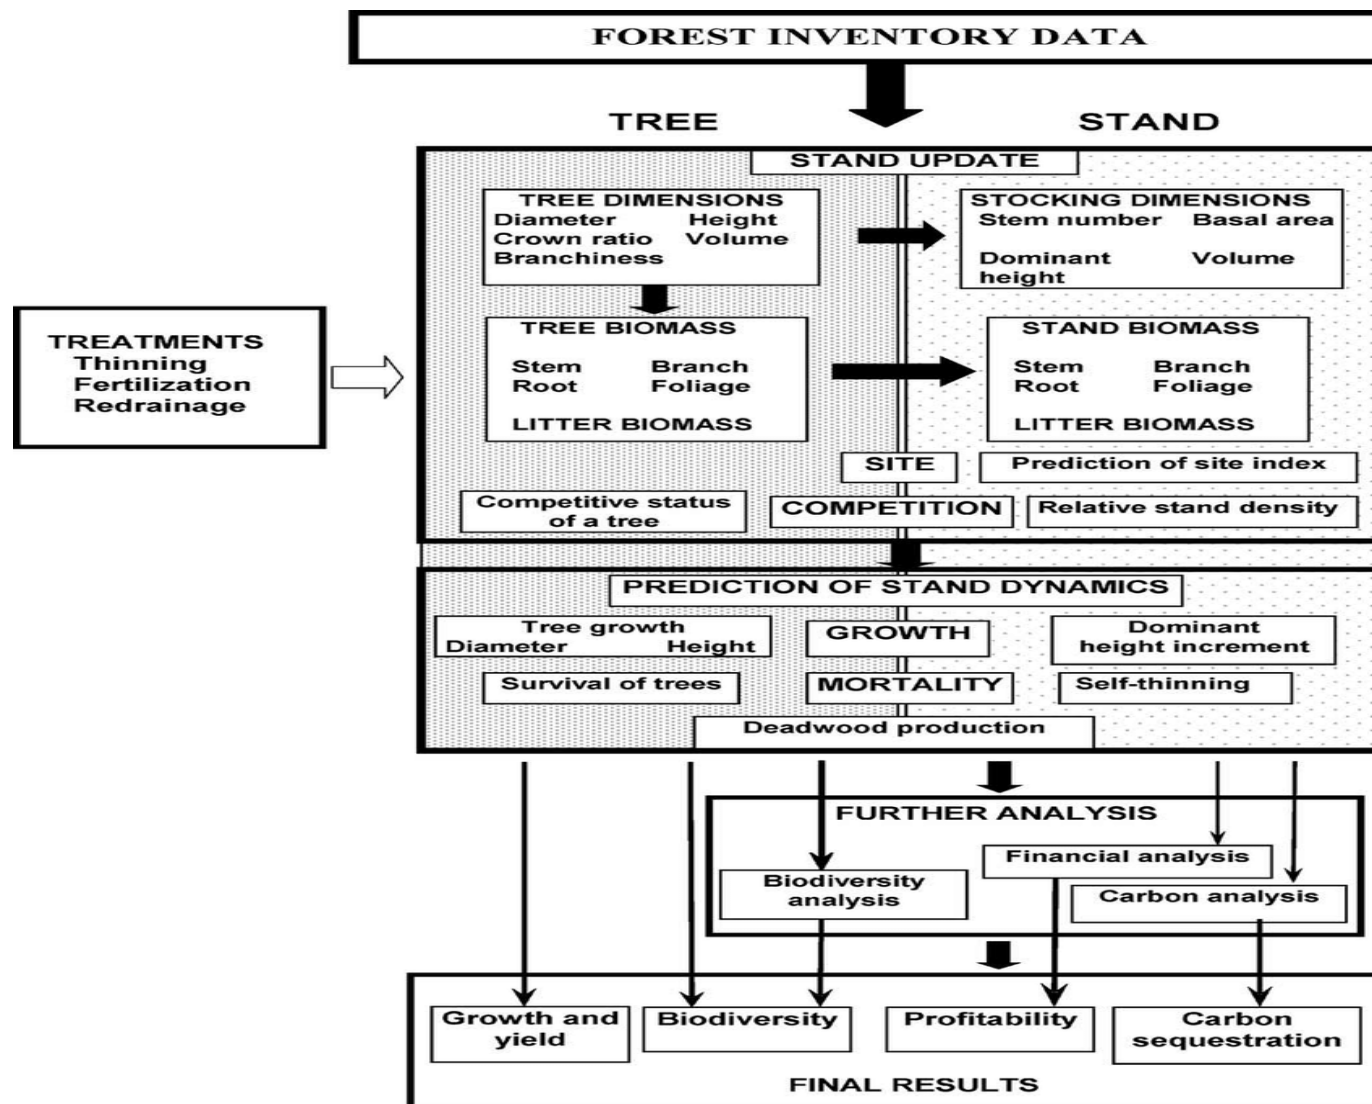 FOREST INVENTORY DATA
TREE STAND
STAND UPDATE
TREE DIMENSIONS
Diameter Height
Crown ratio Volume
Branchiness
STOCKING DIMENSIONS
Stem number Basal area
Dominant Volume
height
TREATMENTS
Thinning
Fertilization
Redrainage
TREE BIOMASS
Stem Branch
Root Foliage
LITTER BIOMASS
STAND BIOMASS
Stem Branch
Root Foliage
LITTER BIOMASS
SITE
Prediction of site index
Competitive status
of a tree
COMPETITION
Relative stand density
PREDICTION OF STAND DYNAMICS
Tree growth
Diameter Height
GROWTH
Dominant
height increment
Survival of trees
MORTALITY
Self-thinning
Deadwood production
FURTHER ANALYSIS
Financial analysis
Biodiversity
analysis
Carbon analysis
Growth and
yield
Biodiversity
Profitability
Carbon
sequestration
FINAL RESULTS